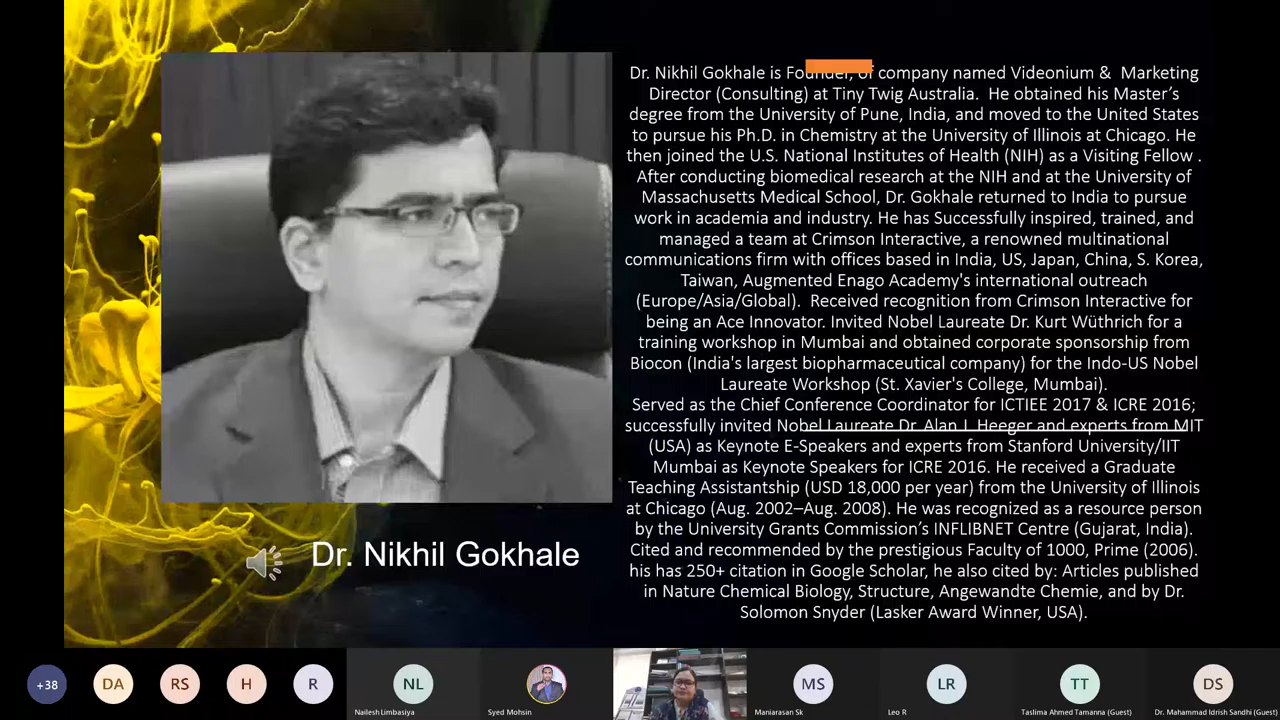 Dr. Nikhil Gokhale is Founder, of company named Videonium & Marketing
Director (Consulting) at Tiny Twig Australia. He obtained his Master's
degree from the University of Pune, India, and moved to the United States
to pursue his Ph.D. in Chemistry at the University of Illinois at Chicago. He
then joined the U.S. National Institutes of Health (NIH) as a Visiting Fellow .
After conducting biomedical research at the NIH and at the University of
Massachusetts Medical School, Dr. Gokhale returned to India to pursue
work in academia and industry. He has Successfully inspired, trained, and
managed a team at Crimson Interactive, a renowned multinational
communications firm with offices based in India, US, Japan, China, S. Korea,
Taiwan, Augmented Enago Academy's international outreach
(Europe/Asia/Global). Received recognition from Crimson Interactive for
being an Ace Innovator. Invited Nobel Laureate Dr. Kurt Wüthrich for a
training workshop in Mumbai and obtained corporate sponsorship from
Biocon (India's largest biopharmaceutical company) for the Indo-US Nobel
Laureate Workshop (St. Xavier's College, Mumbai).
Served as the Chief Conference Coordinator for ICTIEE 2017 & ICRE 2016;
successfully invited Nobel Laureate Dr. Alan J. Heeger and experts from MIT
(USA) as Keynote E-Speakers and experts from Stanford University/IIT
Mumbai as Keynote Speakers for ICRE 2016. He received a Graduate
Teaching Assistantship (USD 18,000 per year) from the University of Illinois
at Chicago (Aug. 2002–Aug. 2008). He was recognized as a resource person
by the University Grants Commission's INFLIBNET Centre (Gujarat, India).
Cited and recommended by the prestigious Faculty of 1000, Prime (2006).
his has 250+ citation in Google Scholar, he also cited by: Articles published
in Nature Chemical Biology, Structure, Angewandte Chemie, and by Dr.
Solomon Snyder (Lasker Award Winner, USA).
Dr. Nikhil Gokhale
+38
DA
RS
H
R
NL
MS
LR
TT
DS
Nailesh Limbasiya
Syed Mohsin
Maniarasan Sk
Leo R
Taslima Ahmed Tamanna (Guest)
Dr. Mahammad Idrish Sandhi (Guest)